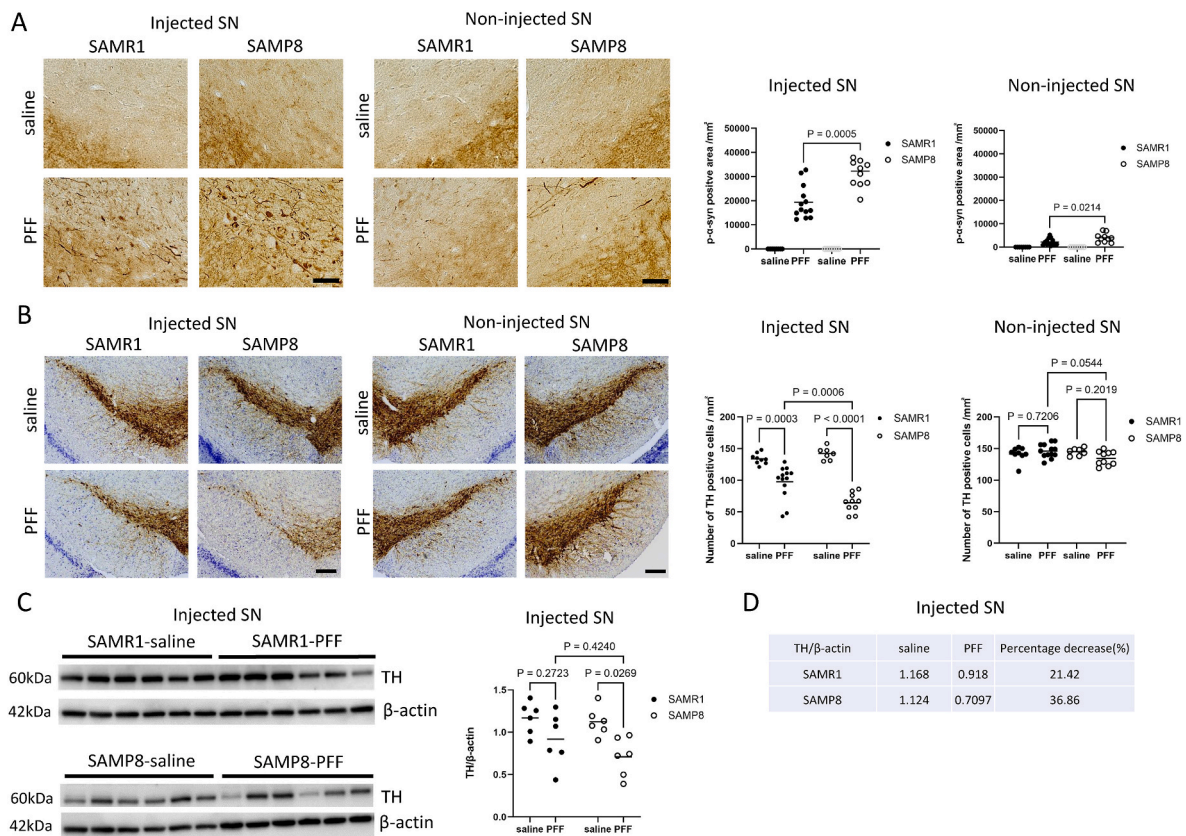 A
Injected SN
Non-injected SN
SAMR1
SAMP8
SAMR1
SAMP8
saline
saline
PFF
PFF
Injected SN
Non-injected SN
p-α-syn positve area /mm²
50000
40000
30000
20000
10000
0
P = 0.0005
SAMR1
SAMP8
saline PFF saline PFF
p-α-syn positve area /mm²
50000
40000
30000
20000
10000
0
P = 0.0214
SAMR1
SAMP8
saline PFF saline PFF
B
Injected SN
Non-injected SN
SAMR1
SAMP8
SAMR1
SAMP8
saline
saline
PFF
PFF
Injected SN
Non-injected SN
Number of TH positive cells / mm²
200
150
100
50
0
P = 0.0006
P = 0.0003
P < 0.0001
SAMR1
SAMP8
saline PFF saline PFF
Number of TH positive cells / mm²
200
150
100
50
0
P = 0.0544
P = 0.2019
P = 0.7206
SAMR1
SAMP8
saline PFF saline PFF
C
Injected SN
SAMR1-saline
SAMR1-PFF
60kDa
TH
42kDa
β-actin
SAMP8-saline
SAMP8-PFF
60kDa
TH
42kDa
β-actin
Injected SN
TH/β-actin
1.5
1.0
0.5
0.0
P = 0.4240
P = 0.2723
P = 0.0269
SAMR1
SAMP8
saline PFF saline PFF
D
Injected SN
TH/β-actin saline PFF Percentage decrease(%)
SAMR1 1.168 0.918 21.42
SAMP8 1.124 0.7097 36.86